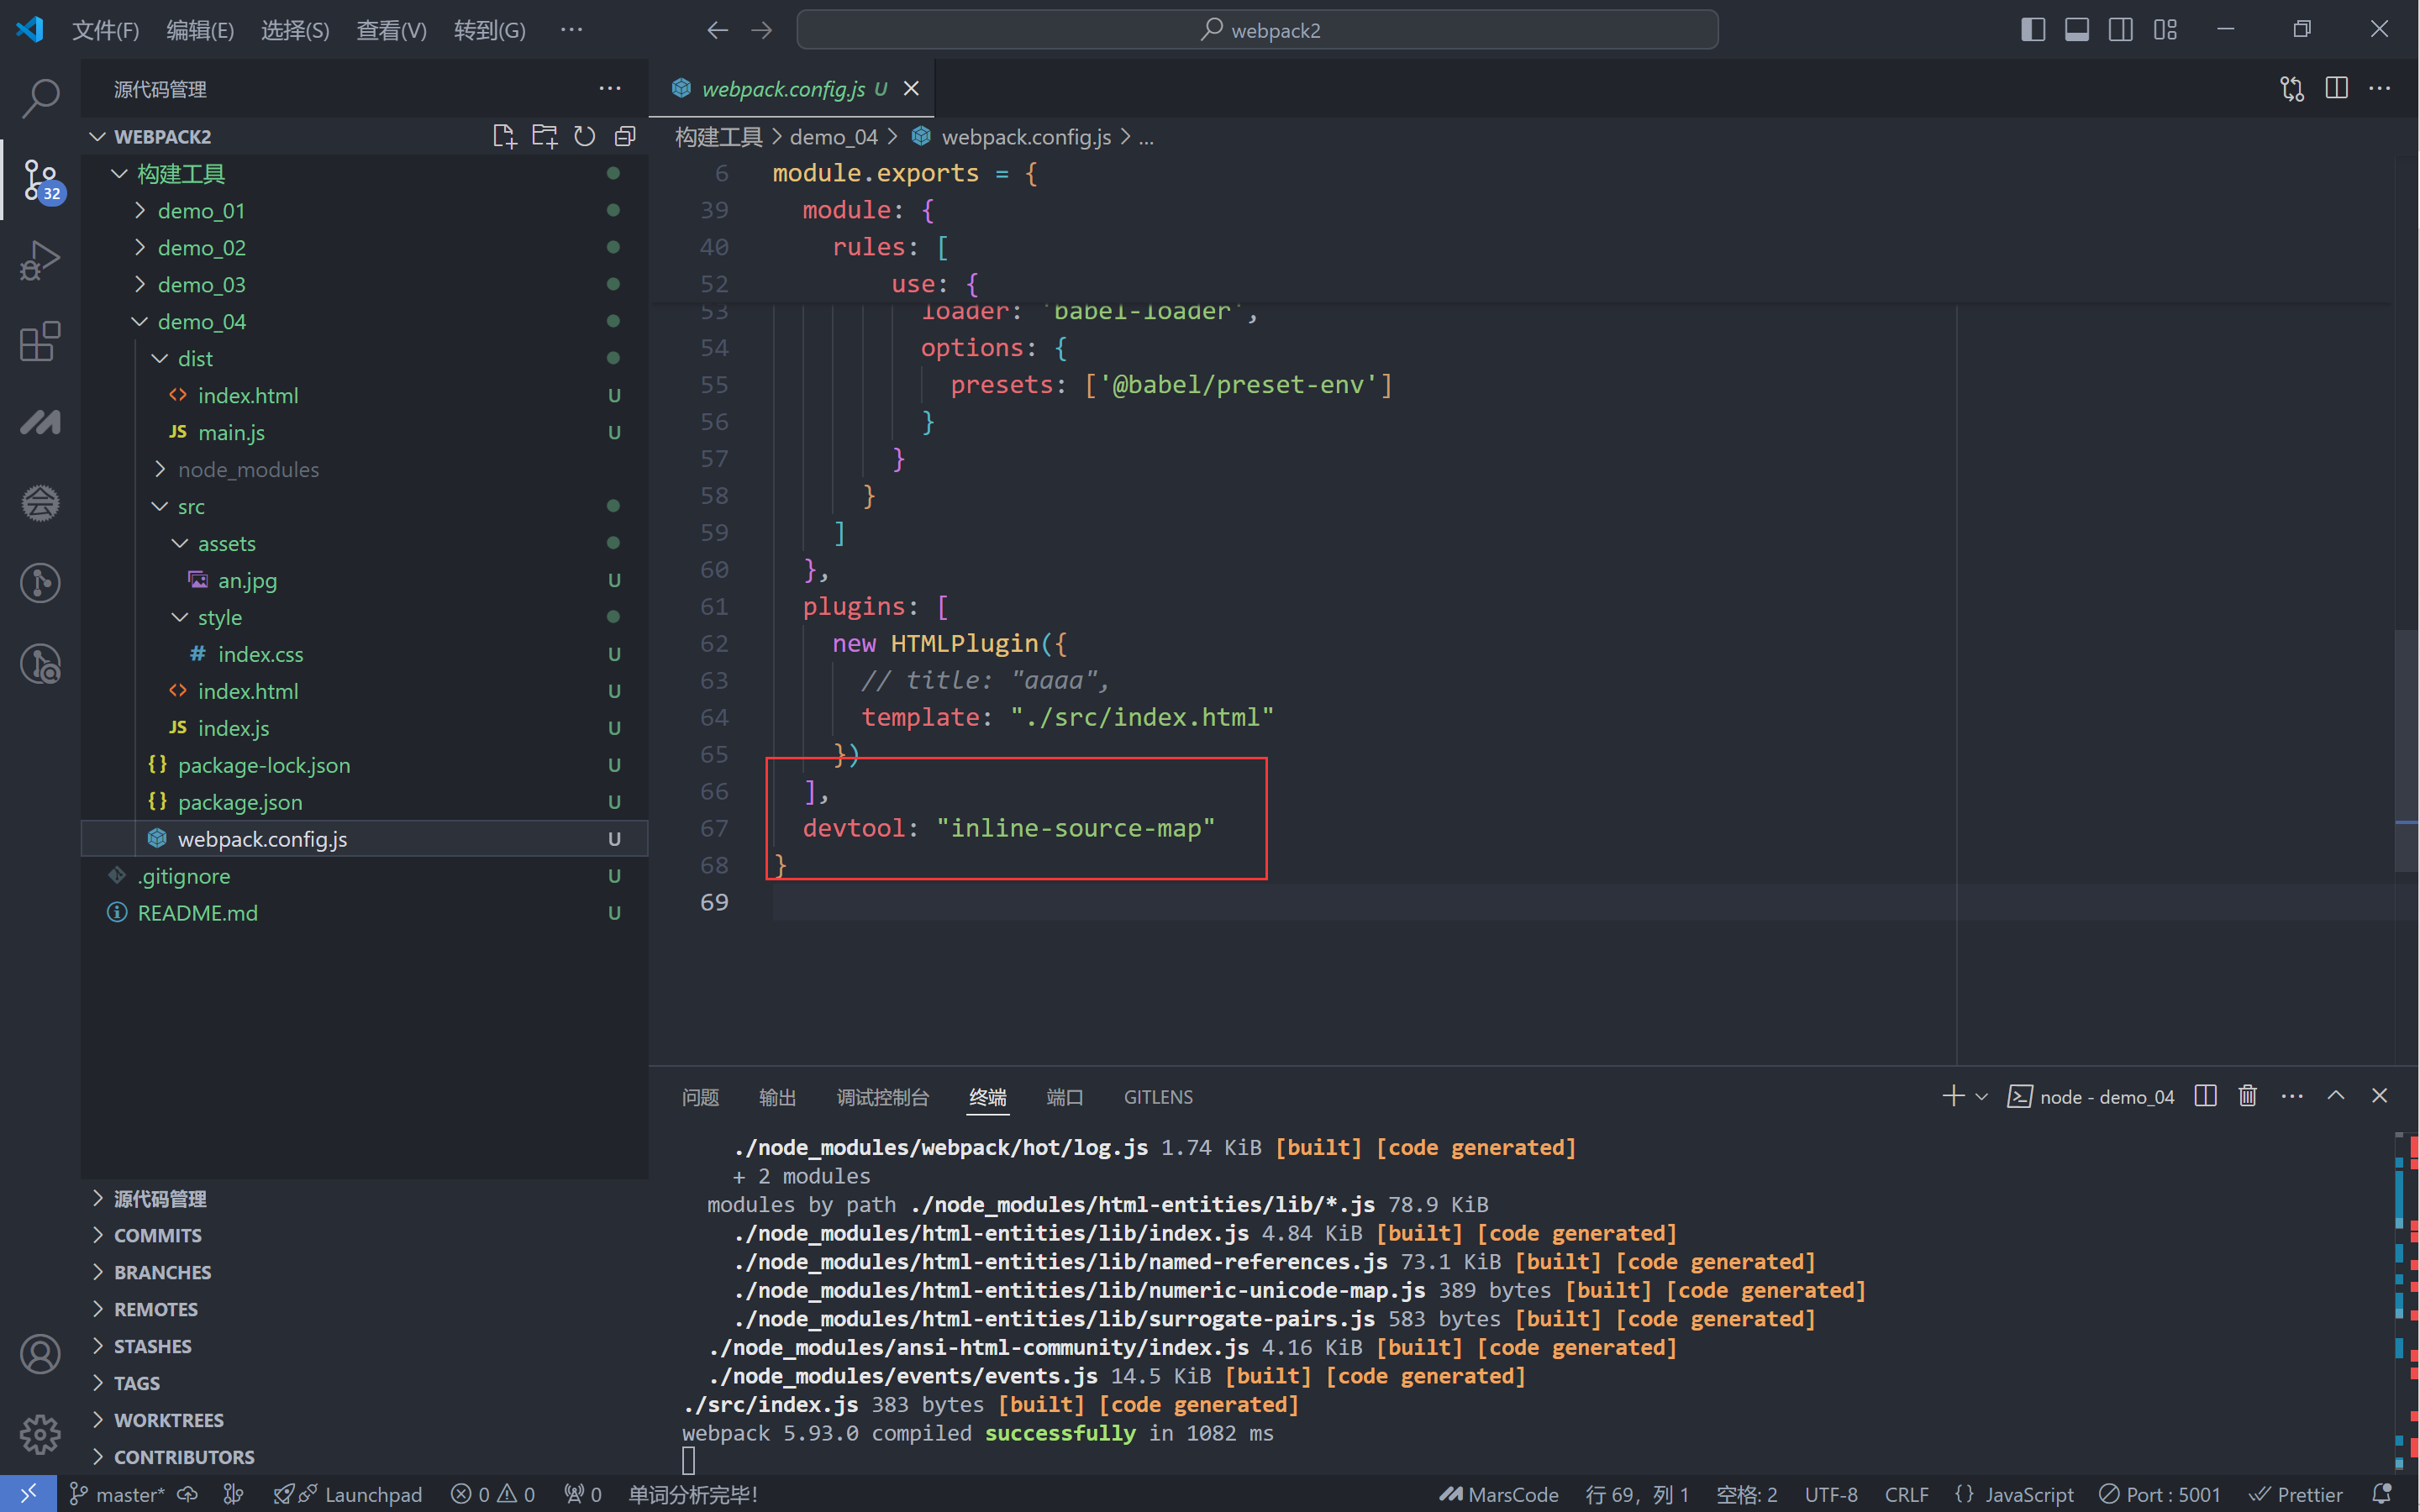 文件(F) 编辑(E) 选择(S) 查看(V) 转到(G) ··· webpack2
源代码管理 ···
WEBPACK2
构建工具
demo_01
demo_02
demo_03
demo_04
dist
index.html U
JS main.js U
node_modules
src
assets
an.jpg U
style
# index.css U
index.html U
JS index.js U
{} package-lock.json U
{} package.json U
webpack.config.js U
.gitignore U
README.md U
32
源代码管理
COMMITS
BRANCHES
REMOTES
STASHES
TAGS
WORKTREES
CONTRIBUTORS
webpack.config.js U
构建工具 > demo_04 > webpack.config.js > ...
6 module.exports = {
39 module: {
40 rules: [
52 use: {
53 loader: 'babel-loader',
54 options: {
55 presets: ['@babel/preset-env']
56 }
57 }
58 }
59 ]
60 },
61 plugins: [
62 new HTMLPlugin({
63 // title: "aaaa",
64 template: "./src/index.html"
65 })
66 ],
67 devtool: "inline-source-map"
68 }
69
问题 输出 调试控制台 终端 端口 GITLENS node - demo_04
./node_modules/webpack/hot/log.js 1.74 KiB [built] [code generated]
+ 2 modules
modules by path ./node_modules/html-entities/lib/*.js 78.9 KiB
./node_modules/html-entities/lib/index.js 4.84 KiB [built] [code generated]
./node_modules/html-entities/lib/named-references.js 73.1 KiB [built] [code generated]
./node_modules/html-entities/lib/numeric-unicode-map.js 389 bytes [built] [code generated]
./node_modules/html-entities/lib/surrogate-pairs.js 583 bytes [built] [code generated]
./node_modules/ansi-html-community/index.js 4.16 KiB [built] [code generated]
./node_modules/events/events.js 14.5 KiB [built] [code generated]
./src/index.js 383 bytes [built] [code generated]
webpack 5.93.0 compiled successfully in 1082 ms
master* Launchpad 0 0 0 单词分析完毕! MarsCode 行 69，列 1 空格: 2 UTF-8 CRLF {} JavaScript Port : 5001 Prettier